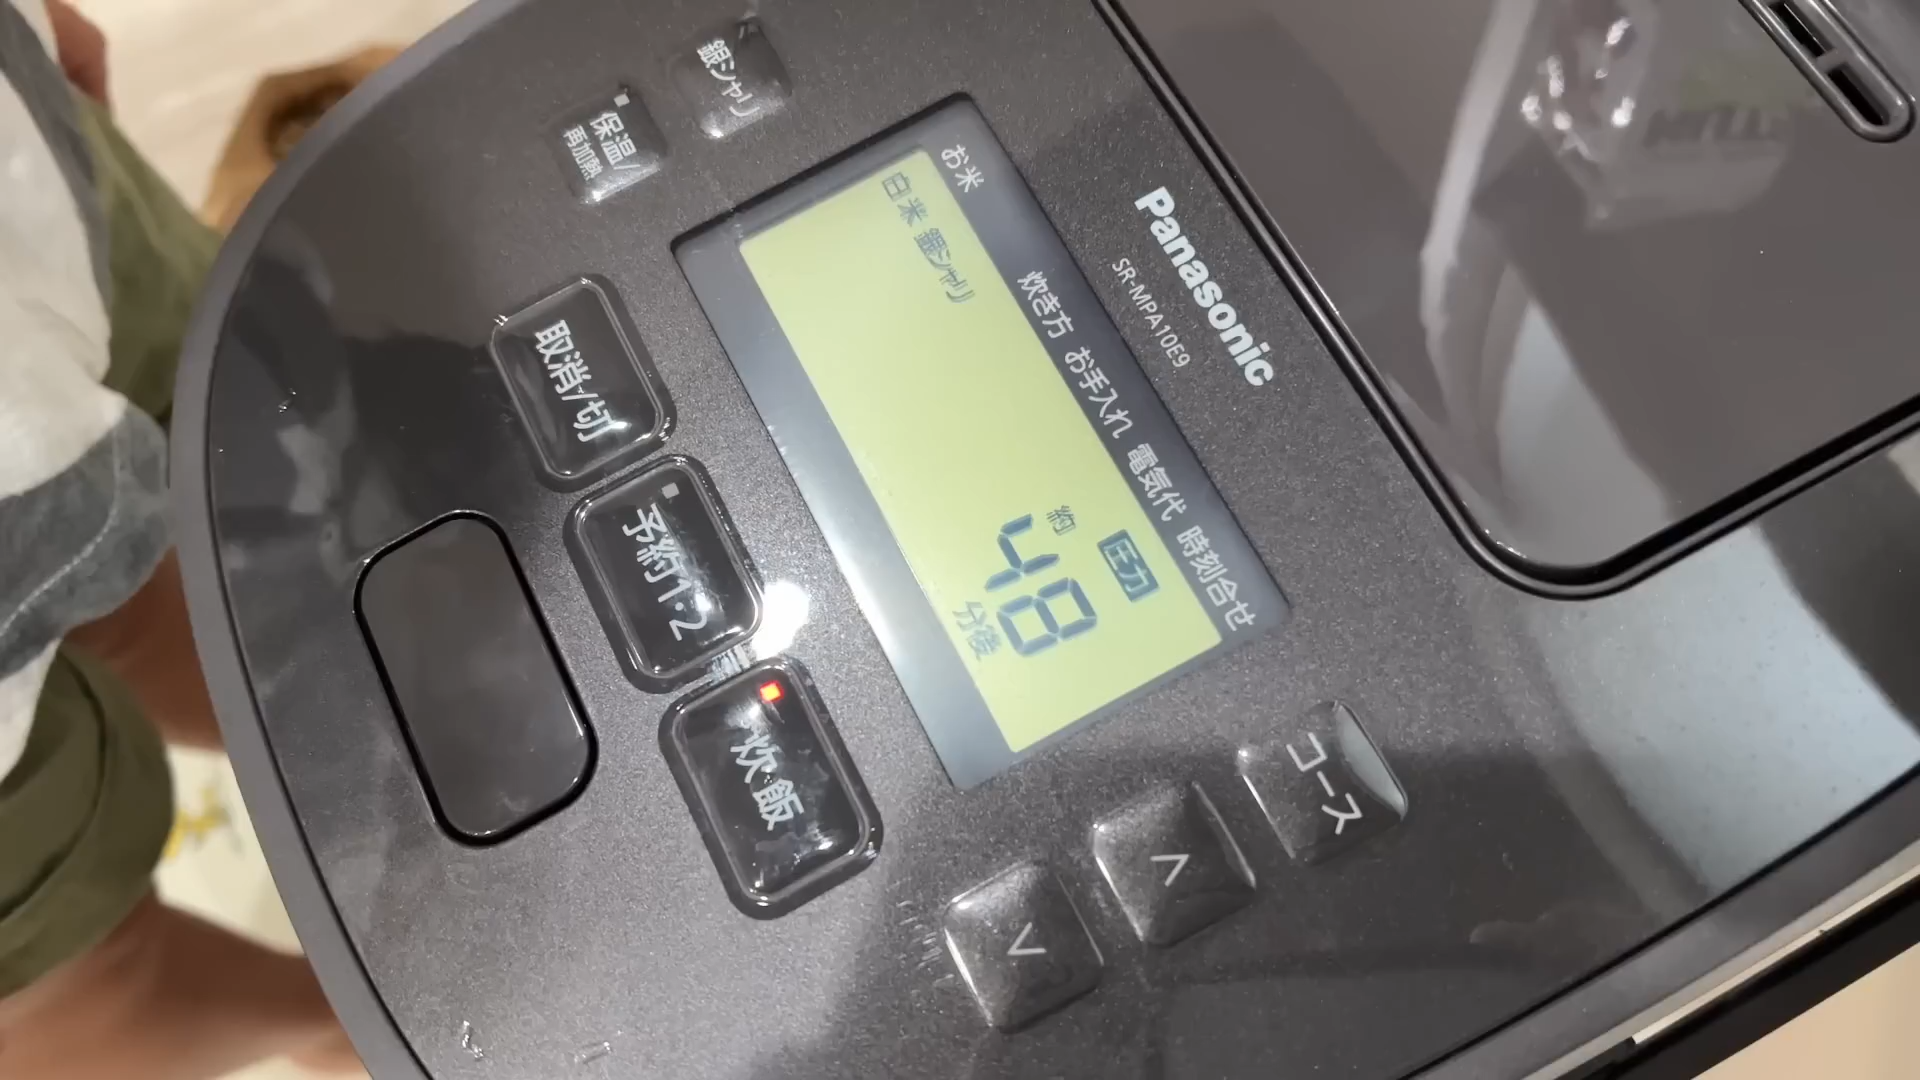 Panasonic
SR-MPA10E9
お米 炊き方 お手入れ 電気代 時刻合せ
白米 銀シャリ
圧力
約
48
分後
銀シャリ
保温/
再加熱
取消/切
予約1・2
炊飯
コース
∧
∨